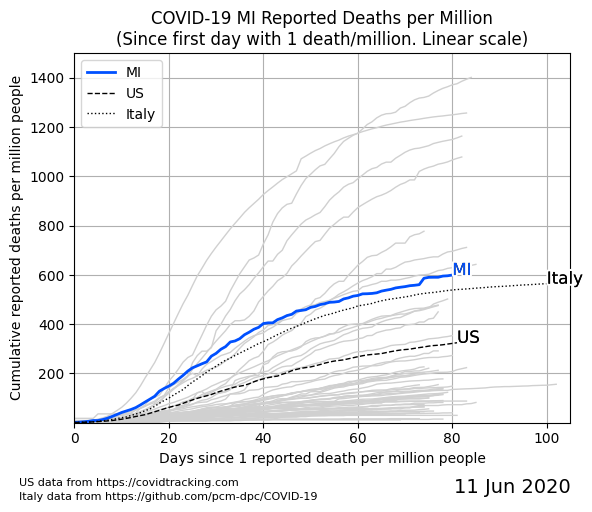 COVID-19 MI Reported Deaths per Million
(Since first day with 1 death/million. Linear scale)
Cumulative reported deaths per million people
1400
1200
1000
800
600
400
200
MI
US
Italy
MI
Italy
US
0
20
40
60
80
100
Days since 1 reported death per million people
US data from https://covidtracking.com
Italy data from https://github.com/pcm-dpc/COVID-19
11 Jun 2020